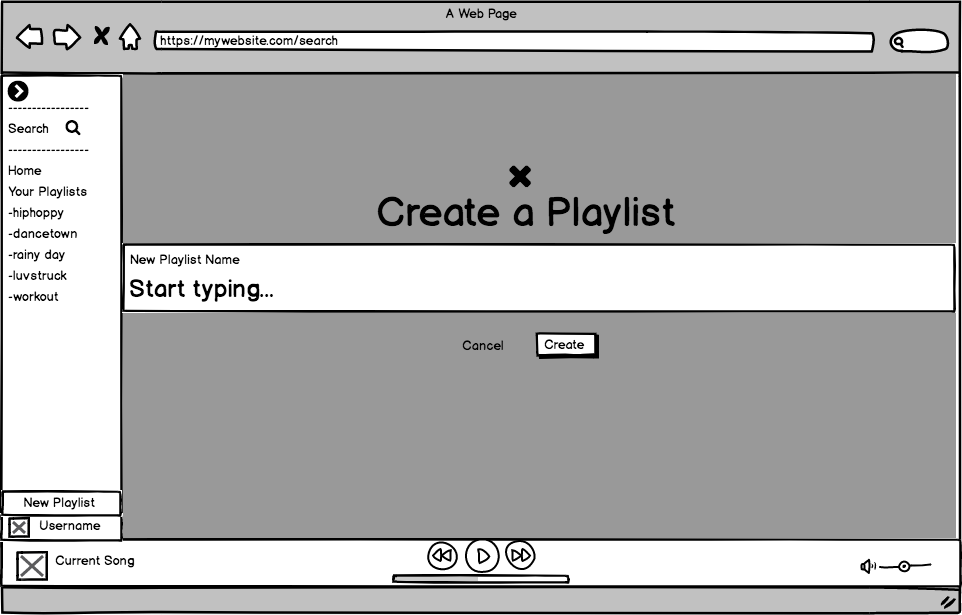 A Web Page
https://mywebsite.com/search
----------------
Search
----------------
Home
Your Playlists
-hiphoppy
-dancetown
-rainy day
-luvstruck
-workout
Create a Playlist
New Playlist Name
Start typing...
Cancel
Create
New Playlist
Username
Current Song